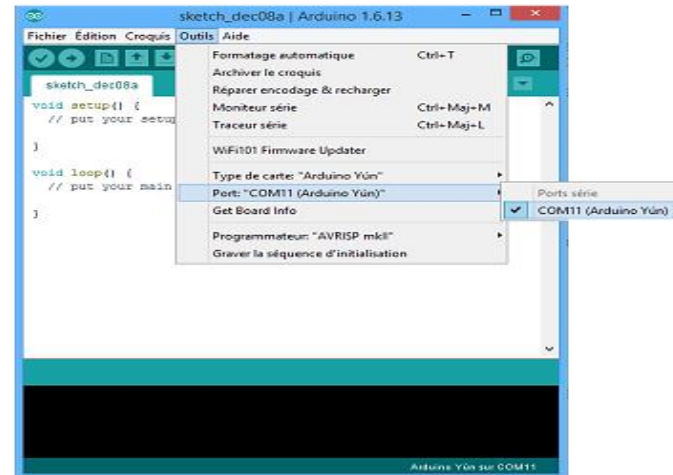 sketch_dec08a | Arduino 1.6.13
Fichier Édition Croquis Outils Aide
sketch_dec08a
void setup() {
// put your setup
}
void loop() {
// put your main
}
Formatage automatique Ctrl+T
Archiver le croquis
Réparer encodage & recharger
Moniteur série Ctrl+Maj+M
Traceur série Ctrl+Maj+L
WiFi101 Firmware Updater
Type de carte: "Arduino Yún"
Port: "COM11 (Arduino Yún)"
Get Board Info
Programmateur: "AVRISP mkII"
Graver la séquence d'initialisation
Ports série
COM11 (Arduino Yún)
Arduino Yún sur COM11